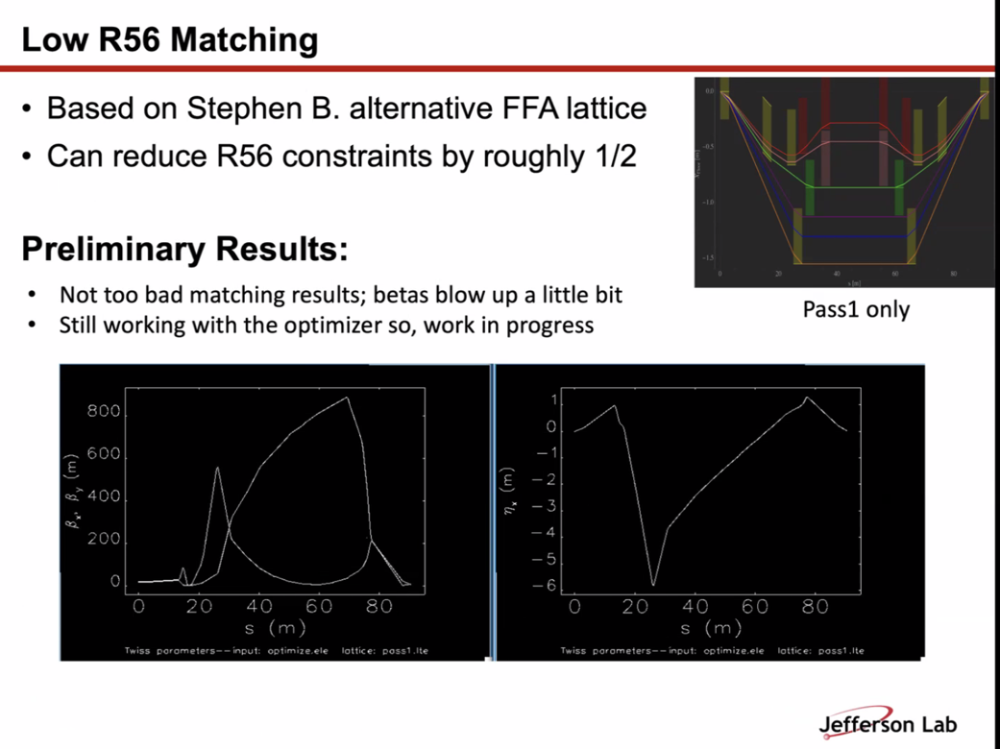 Low R56 Matching
• Based on Stephen B. alternative FFA lattice
• Can reduce R56 constraints by roughly 1/2
0.0
−0.5
−1.0
−1.5
0
20
40
60
80
s [m]
Pass1 only
Preliminary Results:
• Not too bad matching results; betas blow up a little bit
• Still working with the optimizer so, work in progress
800
600
400
200
0
βx, βy (m)
0 20 40 60 80
s (m)
Twiss parameters--input: optimize.ele lattice: pass1.lte
1
0
−1
−2
−3
−4
−5
−6
ηx (m)
0 20 40 60 80
s (m)
Twiss parameters--input: optimize.ele lattice: pass1.lte
Jefferson Lab